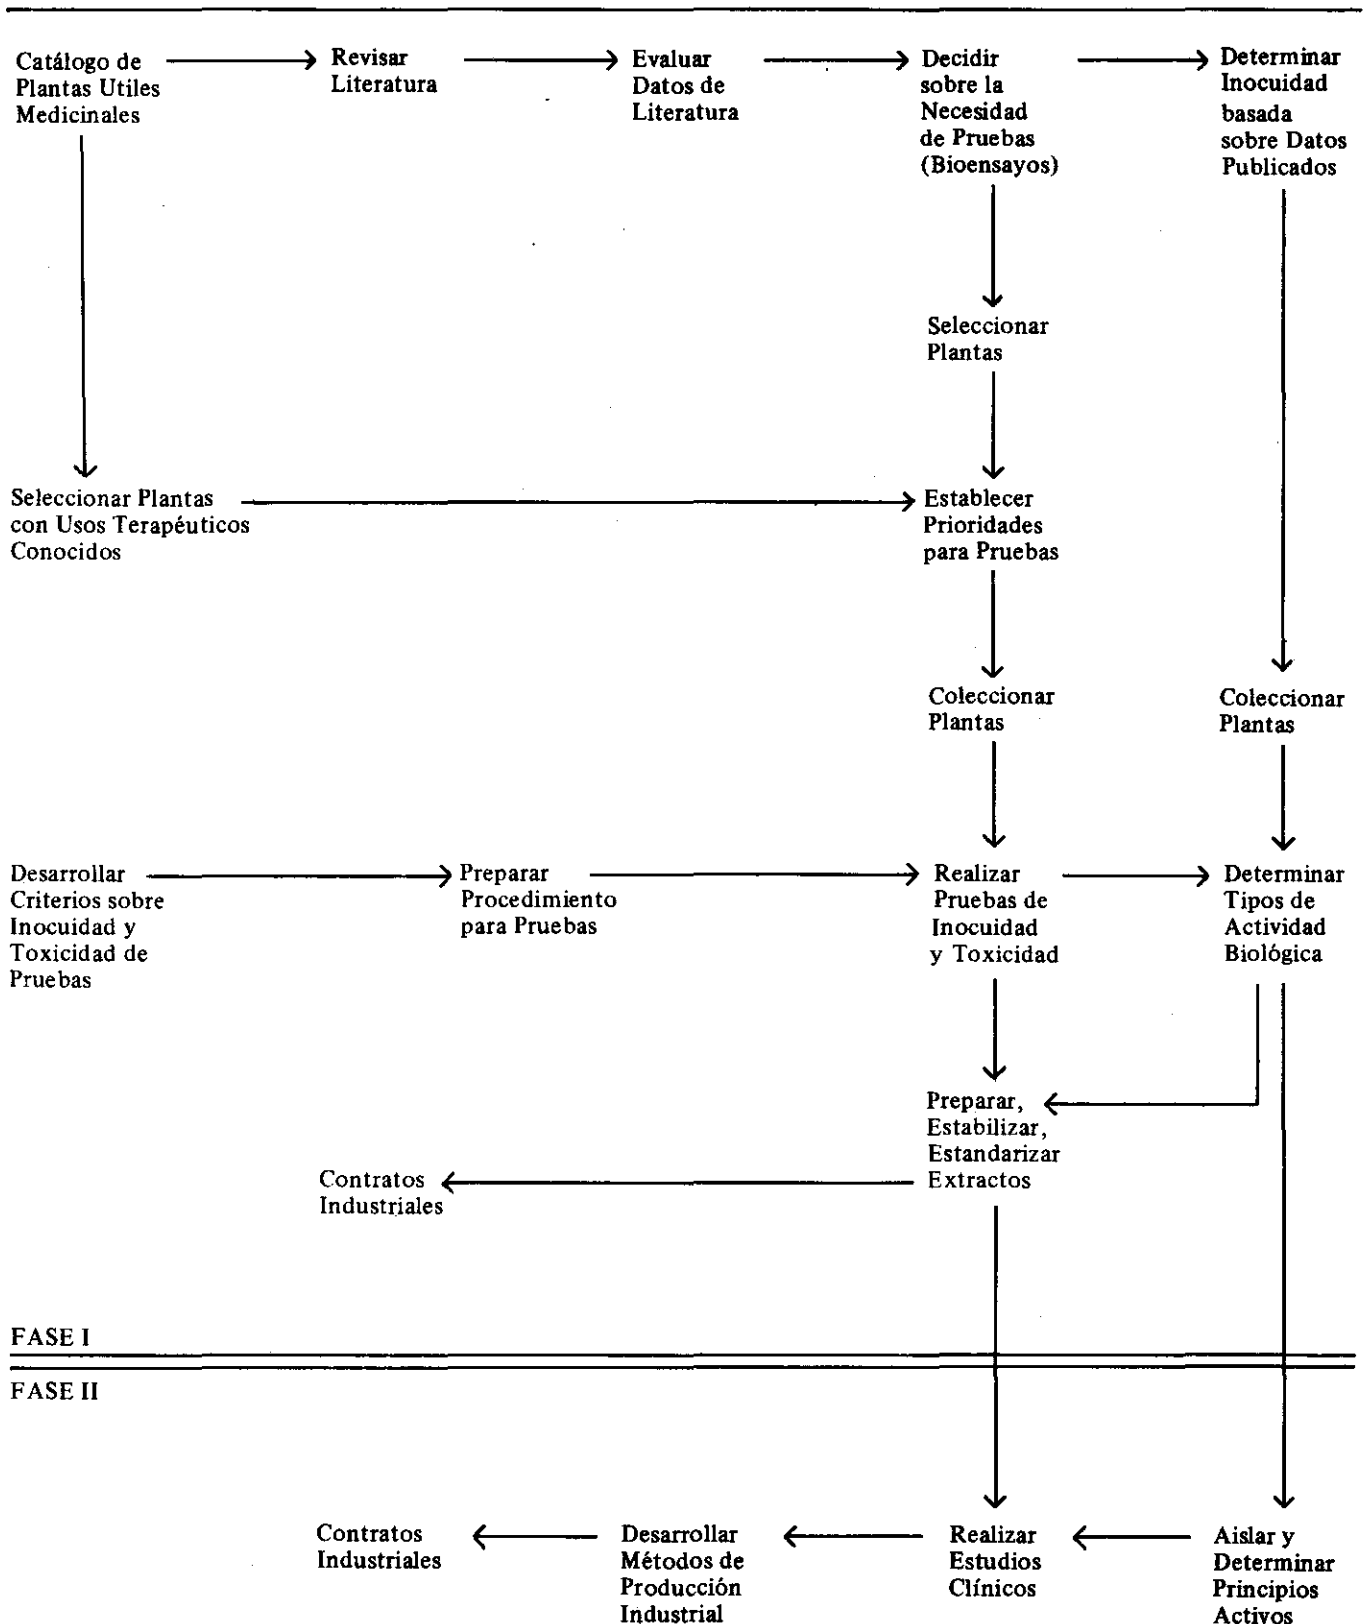 Catálogo de
Plantas Utiles
Medicinales
Revisar
Literatura
Evaluar
Datos de
Literatura
Decidir
sobre la
Necesidad
de Pruebas
(Bioensayos)
Determinar
Inocuidad
basada
sobre Datos
Publicados
Seleccionar
Plantas
Seleccionar Plantas
con Usos Terapéuticos
Conocidos
Establecer
Prioridades
para Pruebas
Coleccionar
Plantas
Coleccionar
Plantas
Desarrollar
Criterios sobre
Inocuidad y
Toxicidad de
Pruebas
Preparar
Procedimiento
para Pruebas
Realizar
Pruebas de
Inocuidad
y Toxicidad
Determinar
Tipos de
Actividad
Biológica
Preparar,
Estabilizar,
Estandarizar
Extractos
Contratos
Industriales
FASE I
FASE II
Contratos
Industriales
Desarrollar
Métodos de
Producción
Industrial
Realizar
Estudios
Clínicos
Aislar y
Determinar
Principios
Activos